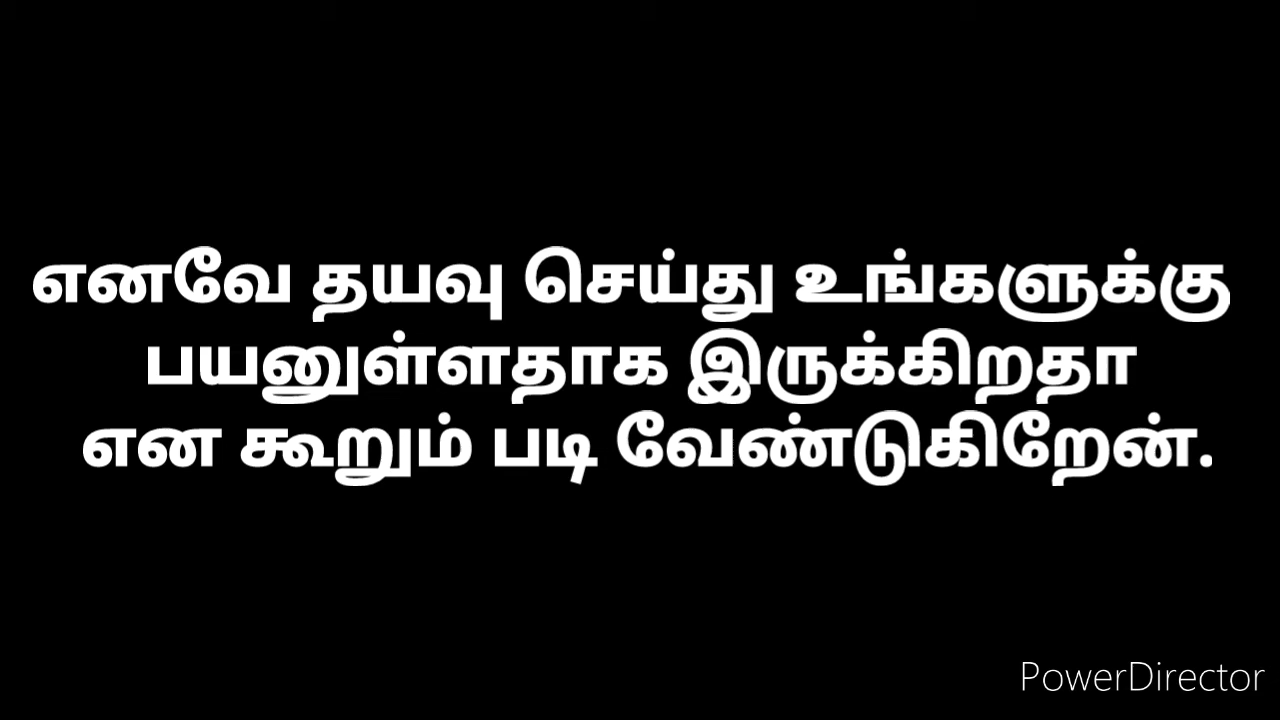 எனவே தயவு செய்து உங்களுக்கு
பயனுள்ளதாக இருக்கிறதா
என கூறும் படி வேண்டுகிறேன்.
PowerDirector